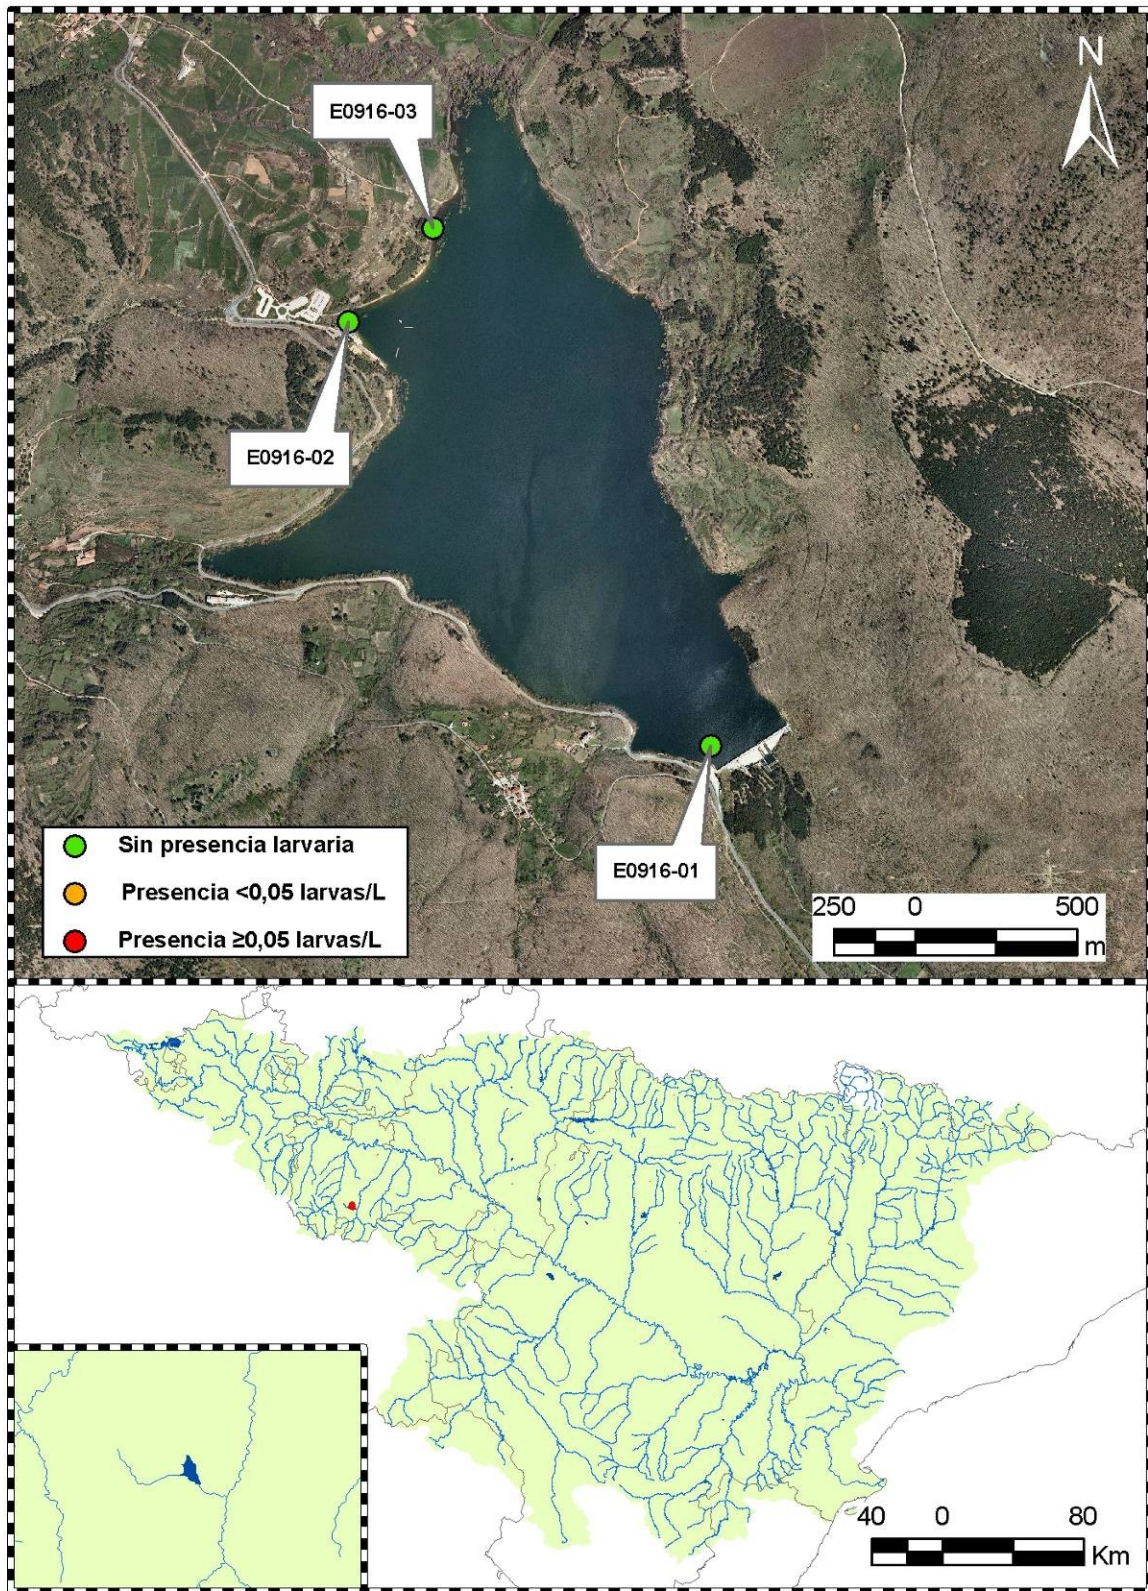 N
E0916-03
E0916-02
E0916-01
Sin presencia larvaria
Presencia <0,05 larvas/L
Presencia ≥0,05 larvas/L
250 0 500
m
40 0 80
Km